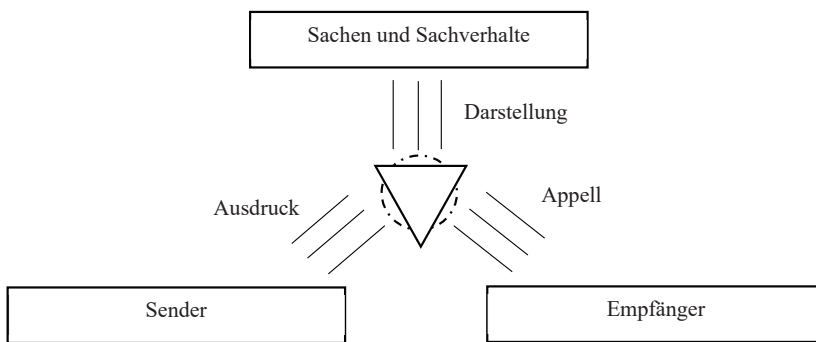 Sachen und Sachverhalte
Darstellung
Ausdruck
Appell
Sender
Empfänger